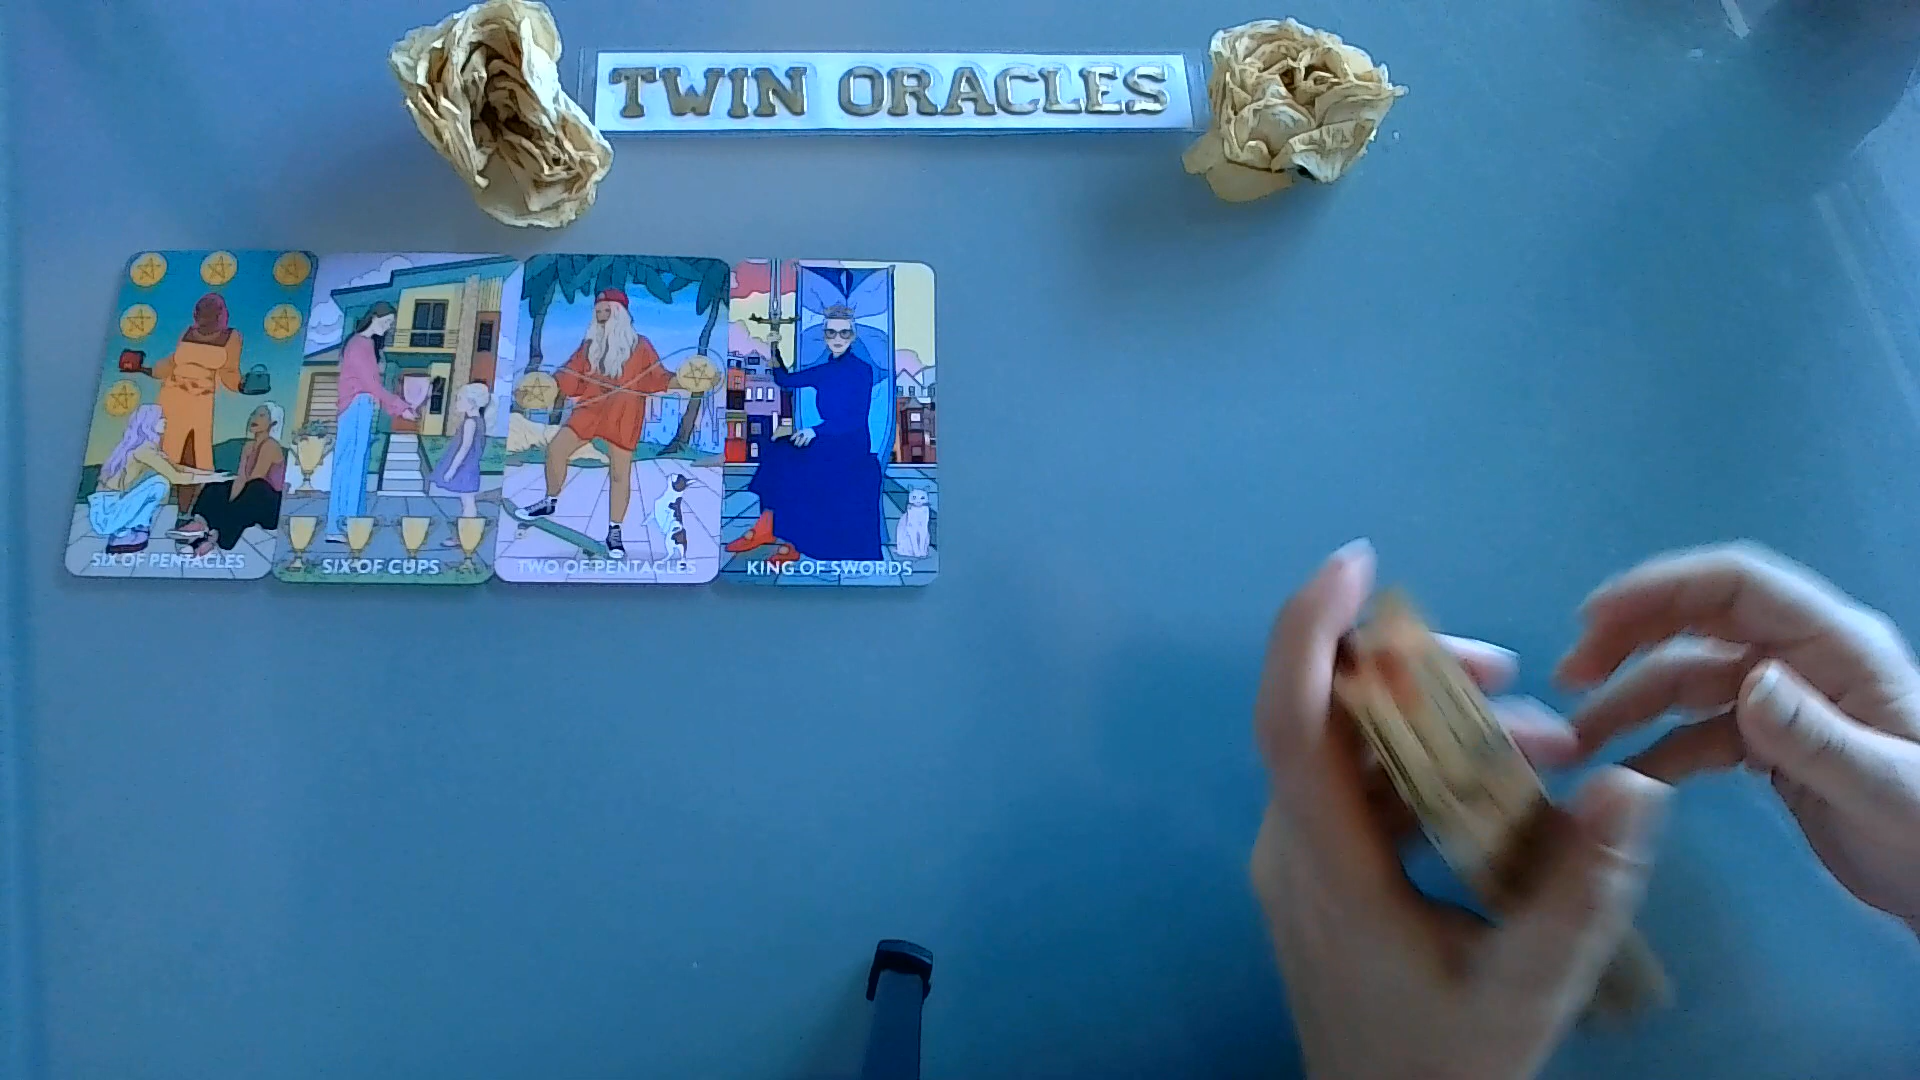 TWIN ORACLES
SIX OF PENTACLES
SIX OF CUPS
TWO OF PENTACLES
KING OF SWORDS